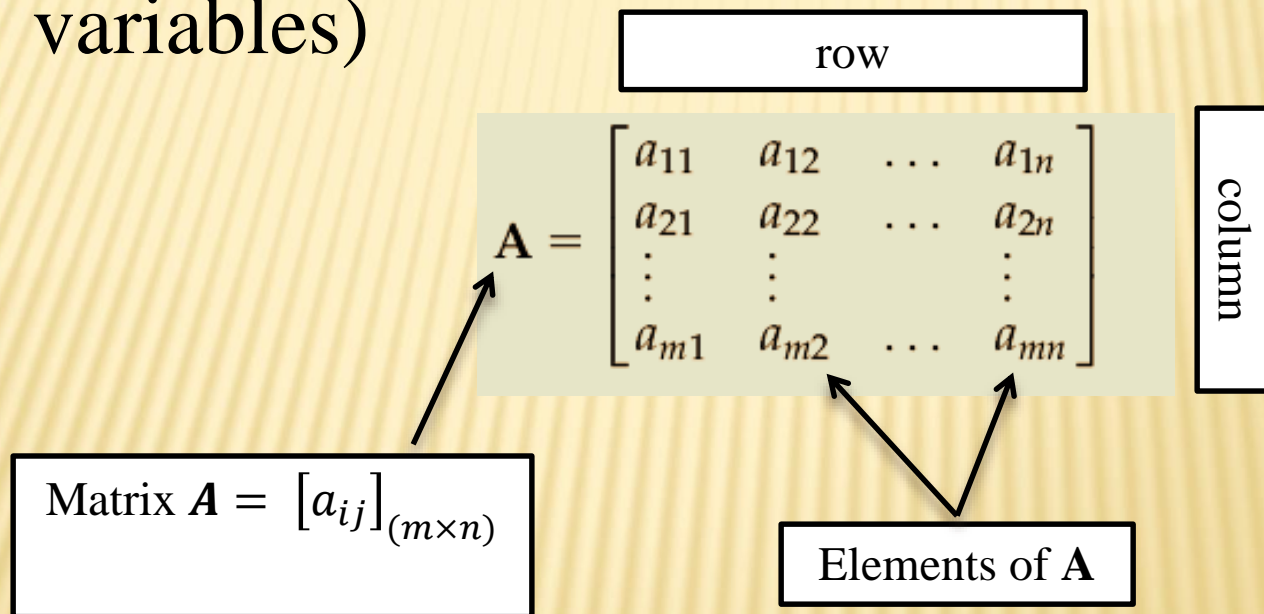 variables)
row
A = [ a₁₁ a₁₂ . . . a₁ₙ
a₂₁ a₂₂ . . . a₂ₙ
⋮ ⋮ ⋮
aₘ₁ aₘ₂ . . . aₘₙ ]
column
Matrix A = [aᵢⱼ]₍ₘ×ₙ₎
Elements of A